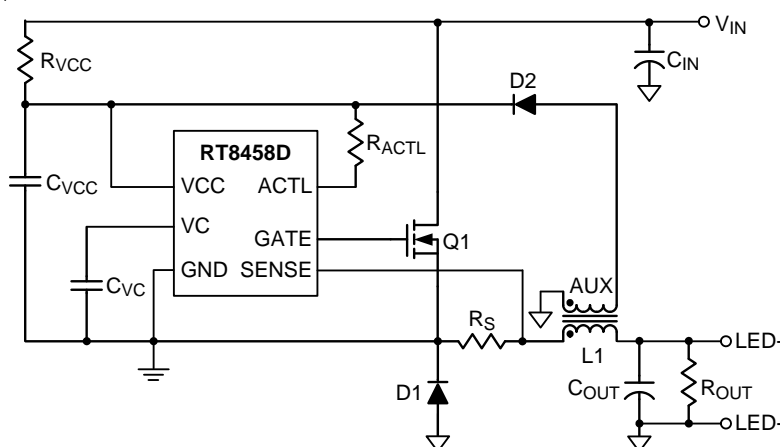 V_IN
R_VCC
C_IN
D2
RT8458D
R_ACTL
C_VCC
VCC
ACTL
VC
GATE
Q1
GND
SENSE
AUX
C_VC
R_S
LED-
L1
D1
C_OUT
R_OUT
LED-